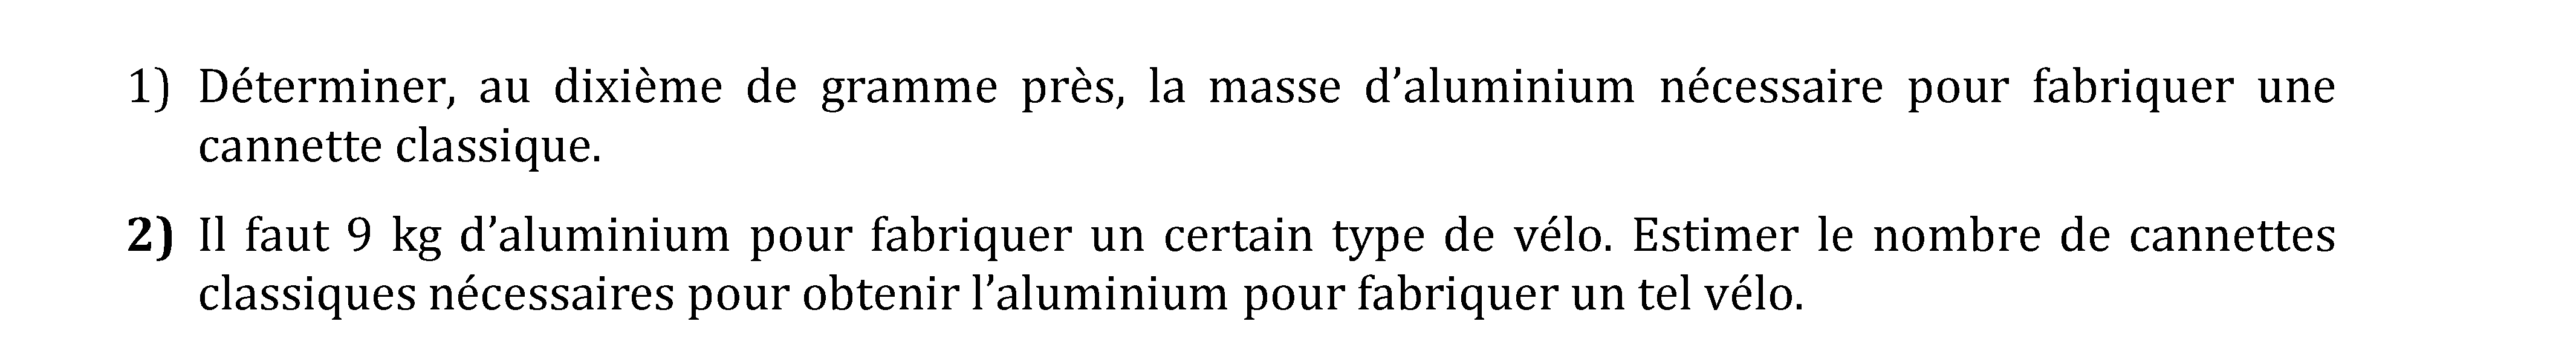 1) Déterminer, au dixième de gramme près, la masse d’aluminium nécessaire pour fabriquer une
cannette classique.
2) Il faut 9 kg d’aluminium pour fabriquer un certain type de vélo. Estimer le nombre de cannettes
classiques nécessaires pour obtenir l’aluminium pour fabriquer un tel vélo.